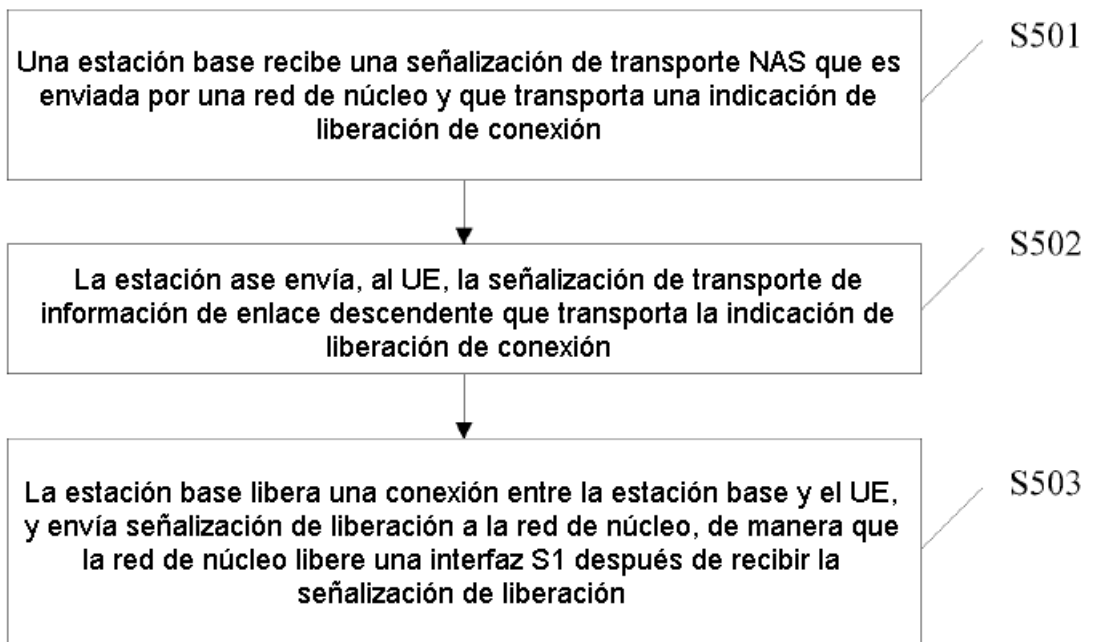 Una estación base recibe una señalización de transporte NAS que es
enviada por una red de núcleo y que transporta una indicación de
liberación de conexión
S501
La estación ase envía, al UE, la señalización de transporte de
información de enlace descendente que transporta la indicación de
liberación de conexión
S502
La estación base libera una conexión entre la estación base y el UE,
y envía señalización de liberación a la red de núcleo, de manera que
la red de núcleo libere una interfaz S1 después de recibir la
señalización de liberación
S503